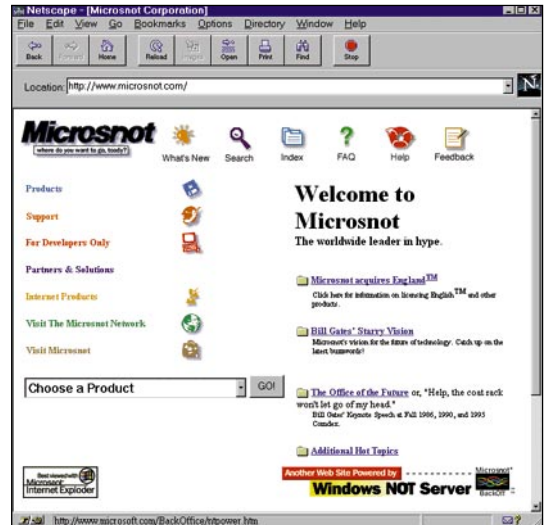 Netscape - [Microsnot Corporation]
File Edit View Go Bookmarks Options Directory Window Help
Back Forward Home Reload Images Open Print Find Stop
Location: http://www.microsnot.com/
N
Microsnot
where do you want to go, toady?
What's New Search Index FAQ Help Feedback
Products
Support
For Developers Only
Partners & Solutions
Internet Products
Visit The Microsnot Network
Visit Microsnot
Choose a Product GO!
Welcome to
Microsnot
The worldwide leader in hype.
Microsnot acquires England TM
Click here for information on licencing English TM and other
products.
Bill Gates' Starry Vision
Microsnot's vision for the future of technology. Catch up on the
latest buzzwords!
The Office of the Future or, "Help, the coat rack
won't let go of my head."
Bill Gates' Keynote Speech at Fall 1986, 1990, and 1995
Comdex.
Additional Hot Topics
Best viewed with
Microsnot
Internet Exploder
Another Web Site Powered by
Windows NOT Server
Microsnot
BackOff
http://www.microsoft.com/BackOffice/ntpower.htm